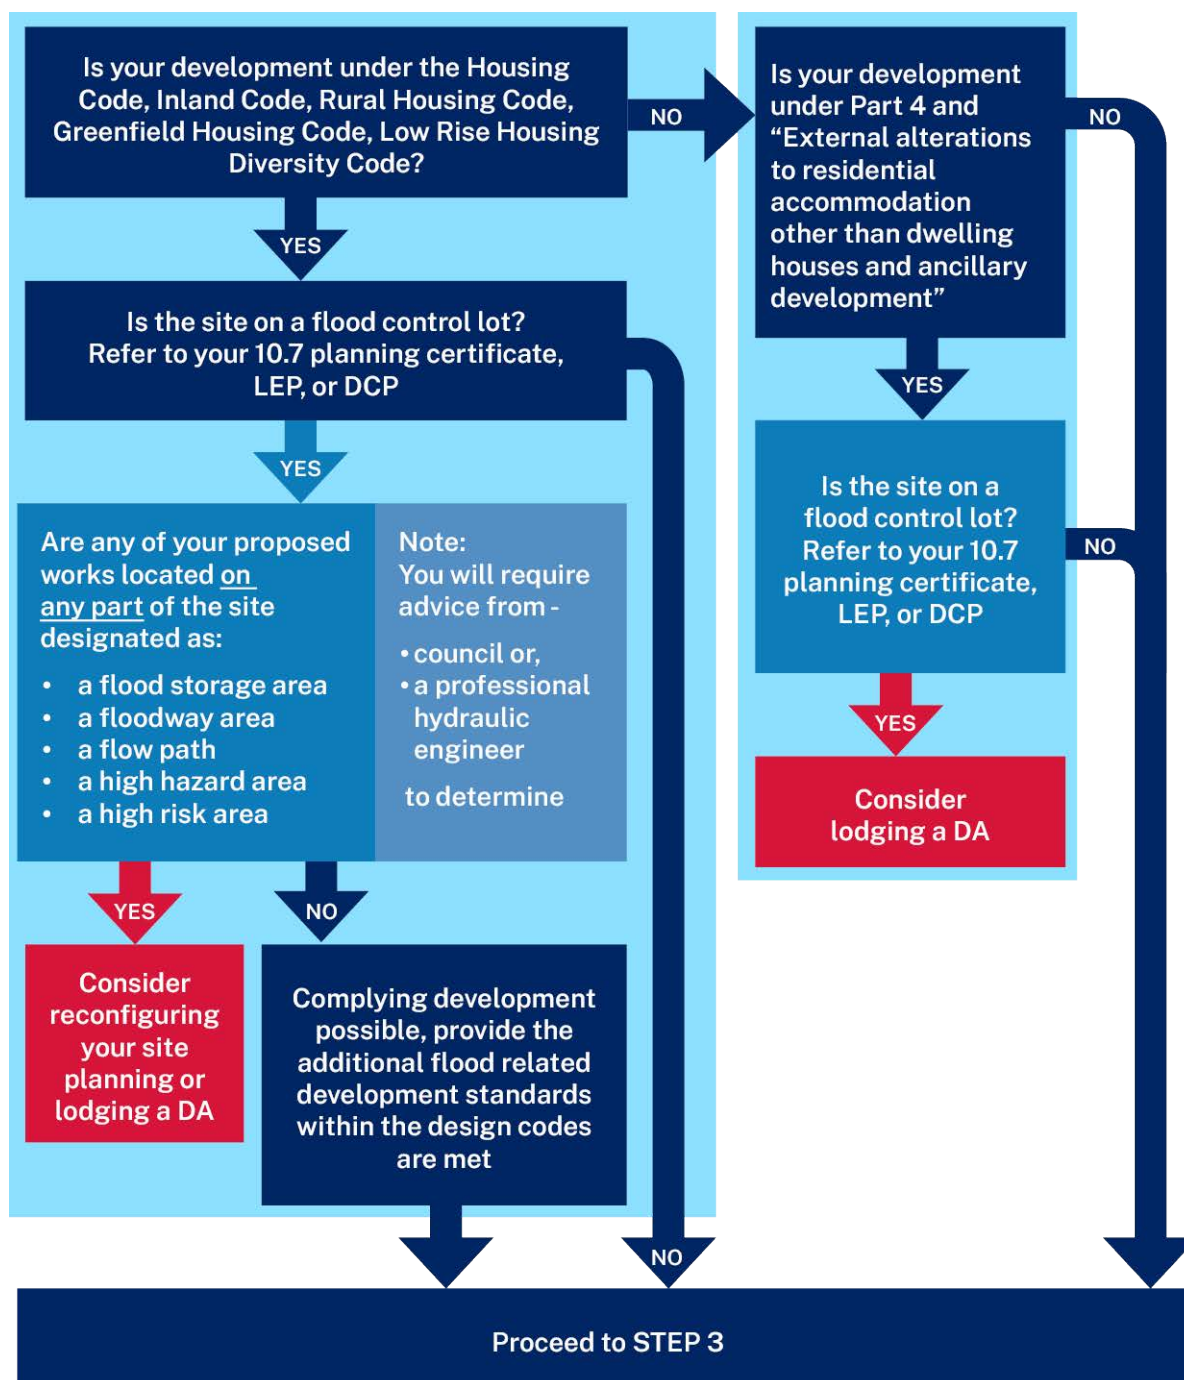 Is your development under the Housing
Code, Inland Code, Rural Housing Code,
Greenfield Housing Code, Low Rise Housing
Diversity Code?
NO
YES
Is the site on a flood control lot?
Refer to your 10.7 planning certificate,
LEP, or DCP
YES
Are any of your proposed
works located on
any part of the site
designated as:
• a flood storage area
• a floodway area
• a flow path
• a high hazard area
• a high risk area
Note:
You will require
advice from -
• council or,
• a professional
hydraulic
engineer
to determine
YES
NO
Consider
reconfiguring
your site
planning or
lodging a DA
Complying development
possible, provide the
additional flood related
development standards
within the design codes
are met
NO
Is your development
under Part 4 and
“External alterations
to residential
accommodation
other than dwelling
houses and ancillary
development”
NO
YES
Is the site on a
flood control lot?
Refer to your 10.7
planning certificate,
LEP, or DCP
NO
YES
Consider
lodging a DA
Proceed to STEP 3